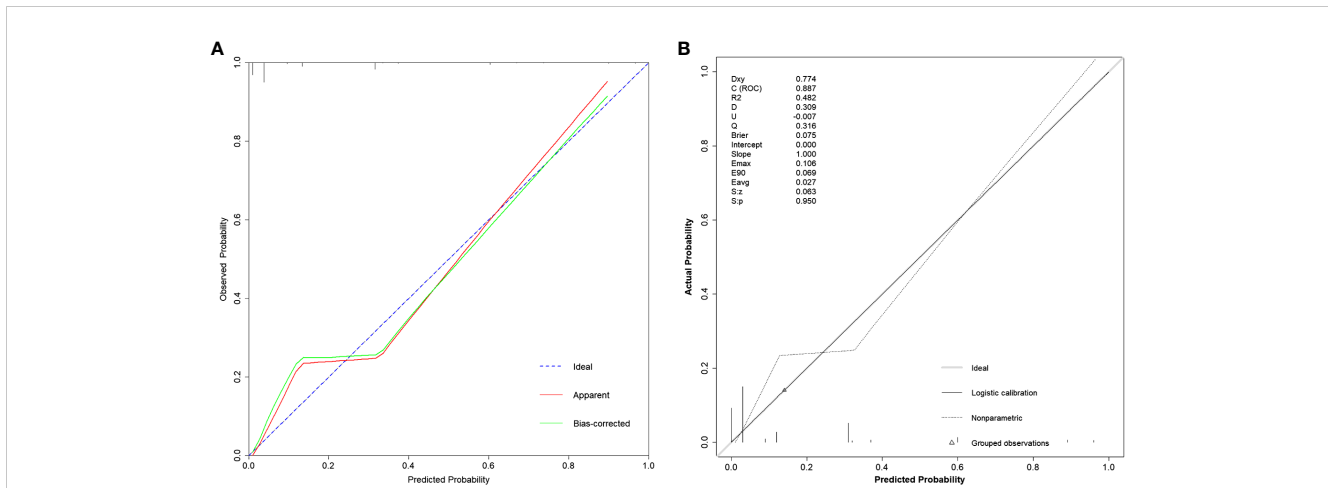 A
Observed Probability
1.0
0.8
0.6
0.4
0.2
0.0
0.0 0.2 0.4 0.6 0.8 1.0
Predicted Probability
Ideal
Apparent
Bias-corrected
B
Actual Probability
1.0
0.8
0.6
0.4
0.2
0.0
Dxy 0.774
C (ROC) 0.887
R2 0.482
D 0.309
U -0.007
Q 0.316
Brier 0.075
Intercept 0.000
Slope 1.000
Emax 0.106
E90 0.069
Eavg 0.027
S:z 0.063
S:p 0.950
Ideal
Logistic calibration
Nonparametric
Grouped observations
0.0 0.2 0.4 0.6 0.8 1.0
Predicted Probability